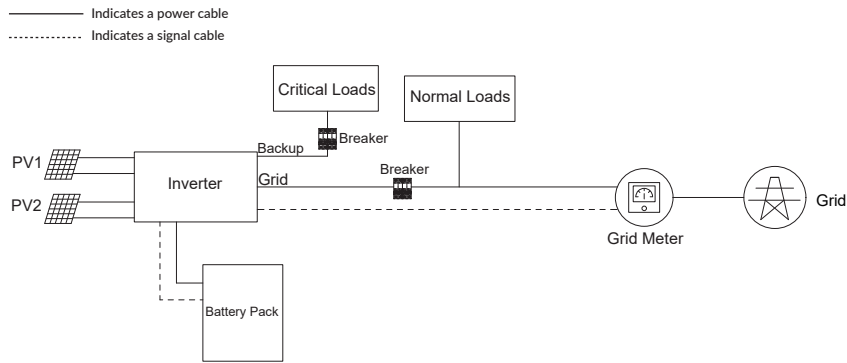 Indicates a power cable
Indicates a signal cable
Critical Loads
Normal Loads
Breaker
Backup
PV1
Breaker
Inverter
Grid
PV2
Grid
Grid Meter
Battery Pack